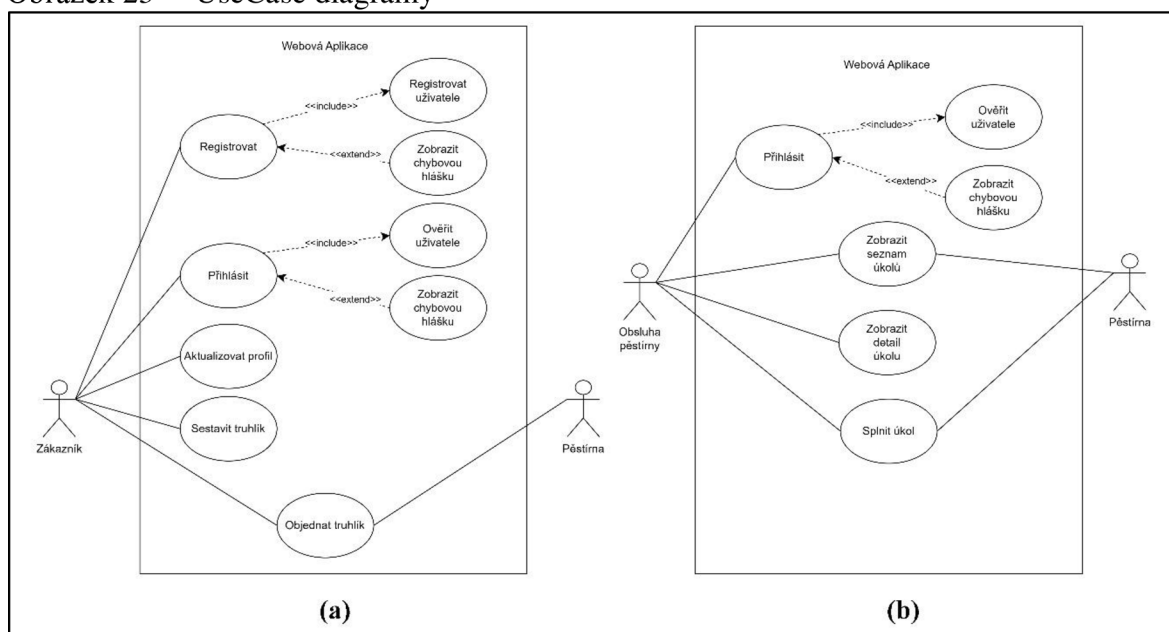 Obrázek 25 – UseCase diagramy
Webová Aplikace
Registrovat
uživatele
<<include>>
Registrovat
<<extend>>
Zobrazit
chybovou
hlášku
Ověřit
uživatele
<<include>>
Přihlásit
<<extend>>
Zobrazit
chybovou
hlášku
Aktualizovat profil
Sestavit truhlík
Zákazník
Pěstírna
Objednat truhlík
(a)
Webová Aplikace
Ověřit
uživatele
<<include>>
Přihlásit
<<extend>>
Zobrazit
chybovou
hlášku
Zobrazit
seznam
úkolů
Obsluha
pěstírny
Pěstírna
Zobrazit
detail
úkolu
Splnit úkol
(b)